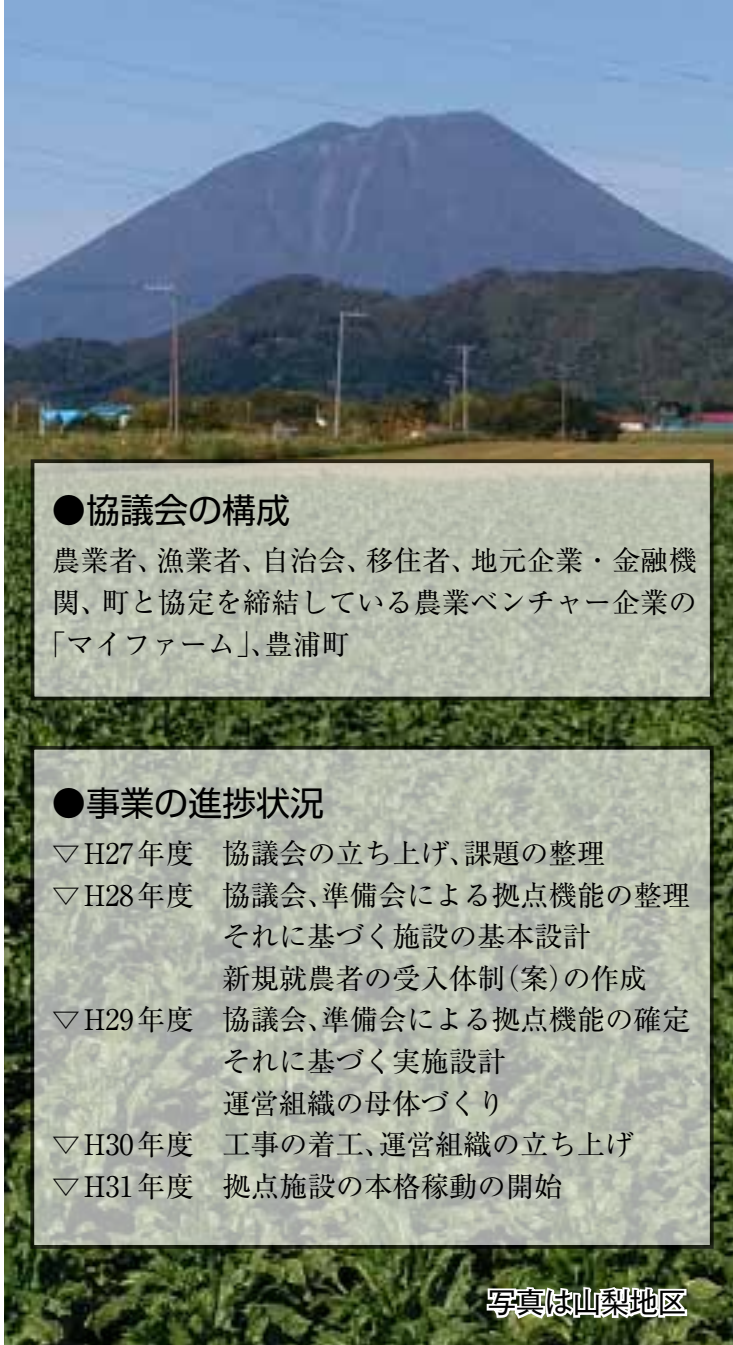 ●協議会の構成
農業者、漁業者、自治会、移住者、地元企業・金融機
関、町と協定を締結している農業ベンチャー企業の
「マイファーム」、豊浦町
●事業の進捗状況
▽H27年度　協議会の立ち上げ、課題の整理
▽H28年度　協議会、準備会による拠点機能の整理
それに基づく施設の基本設計
新規就農者の受入体制(案)の作成
▽H29年度　協議会、準備会による拠点機能の確定
それに基づく実施設計
運営組織の母体づくり
▽H30年度　工事の着工、運営組織の立ち上げ
▽H31年度　拠点施設の本格稼動の開始
写真は山梨地区